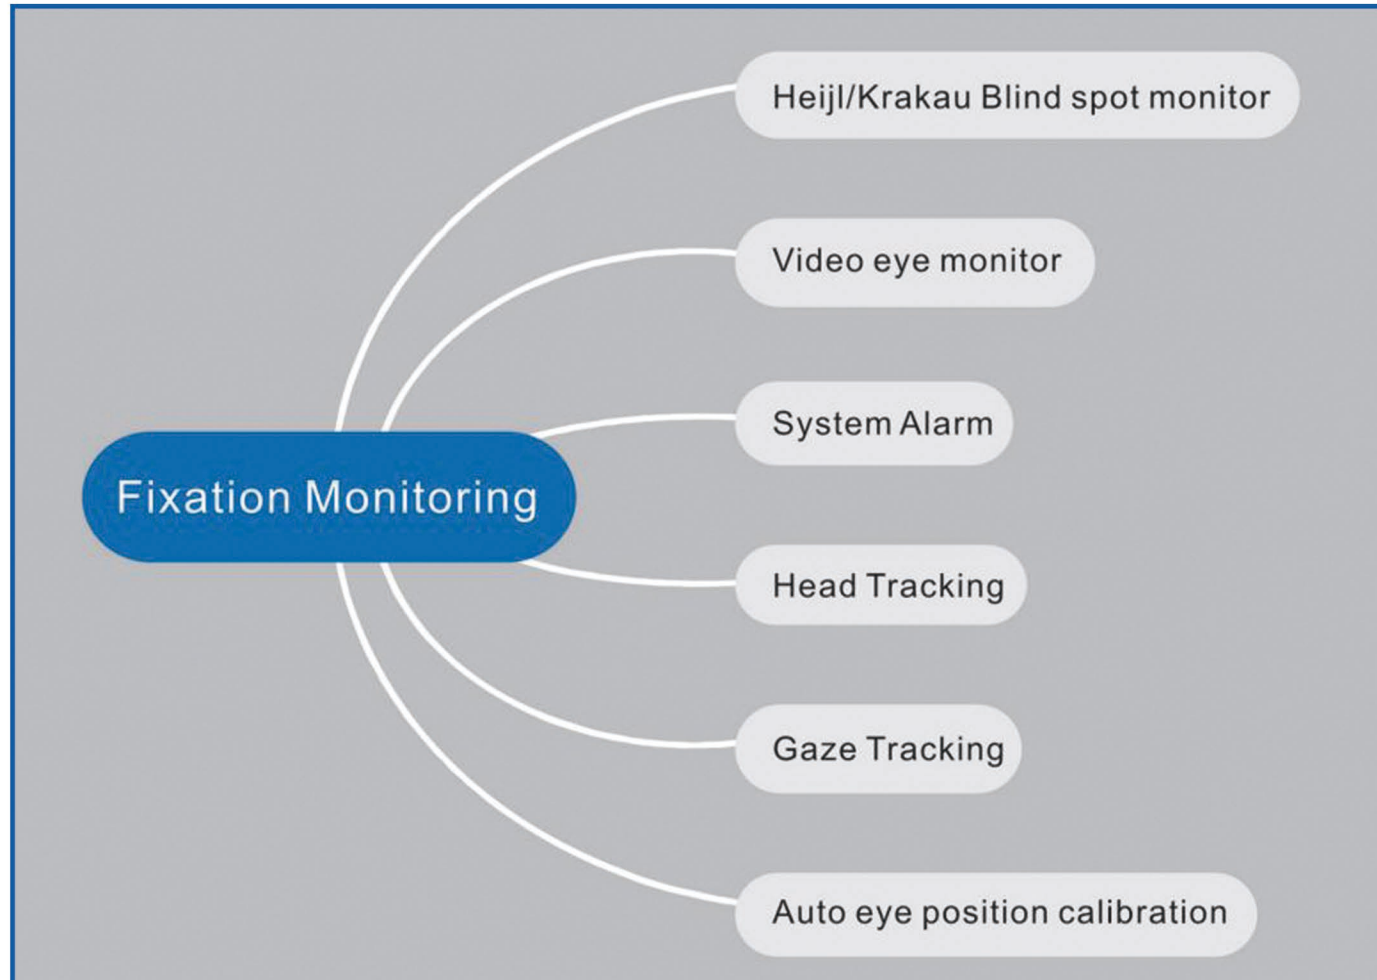 Heijl/Krakau Blind spot monitor
Video eye monitor
System Alarm
Fixation Monitoring
Head Tracking
Gaze Tracking
Auto eye position calibration